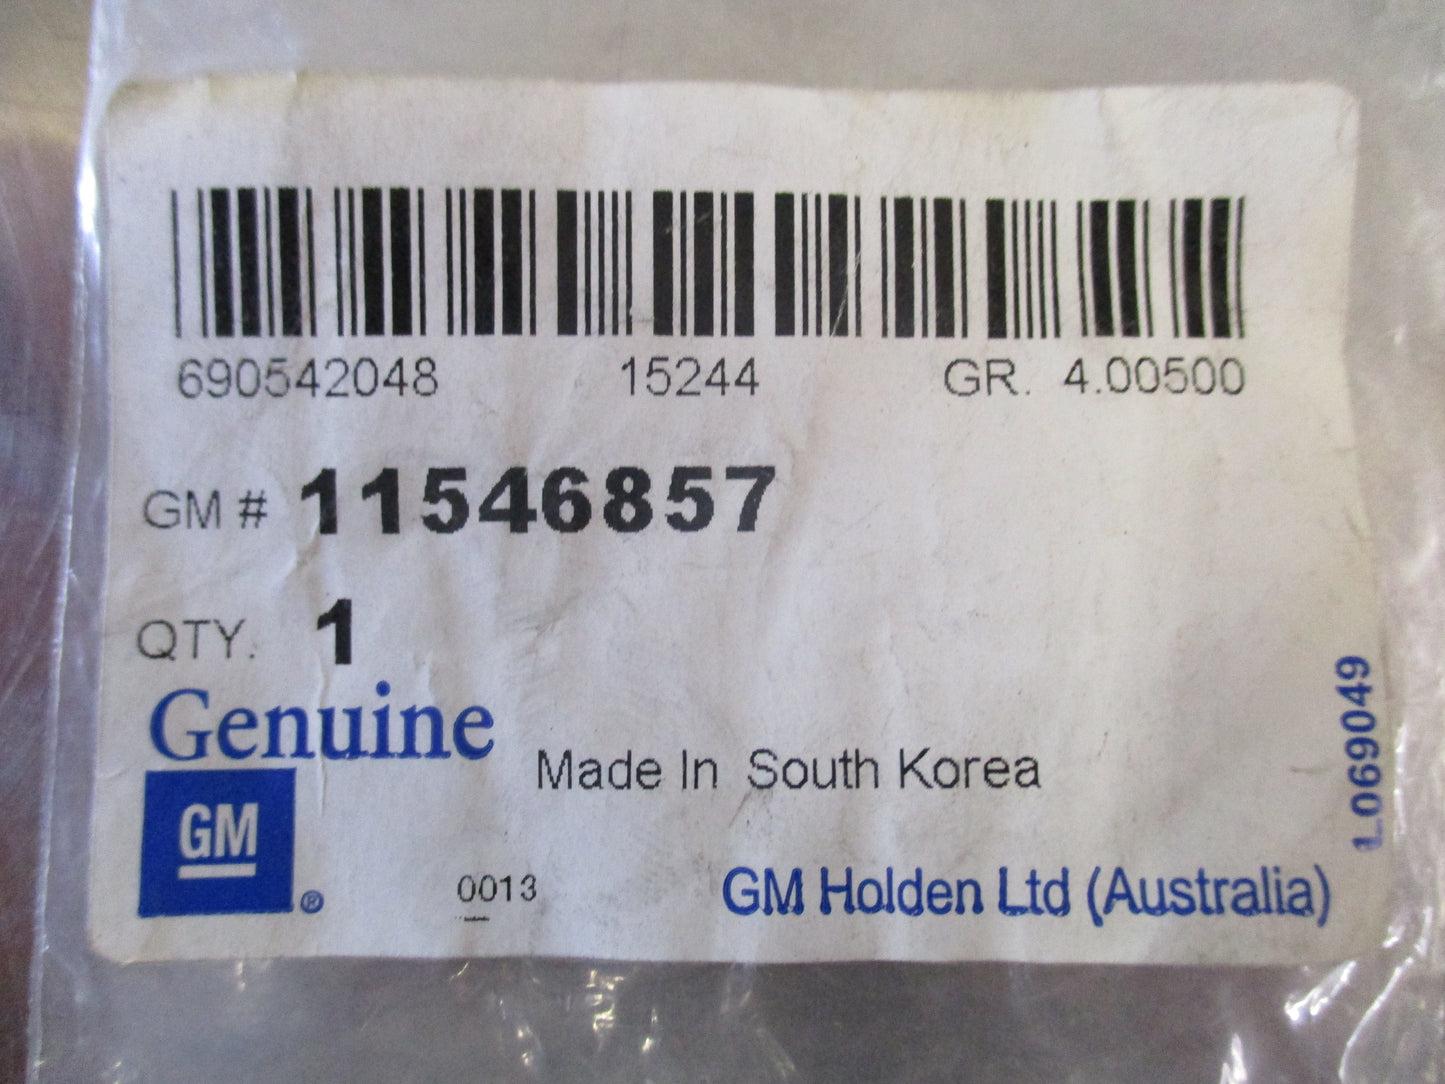 690542048 15244 GR. 4.00500
GM # 11546857
QTY. 1
Genuine
Made In South Korea
GM ®
0013
GM Holden Ltd (Australia)
L069049